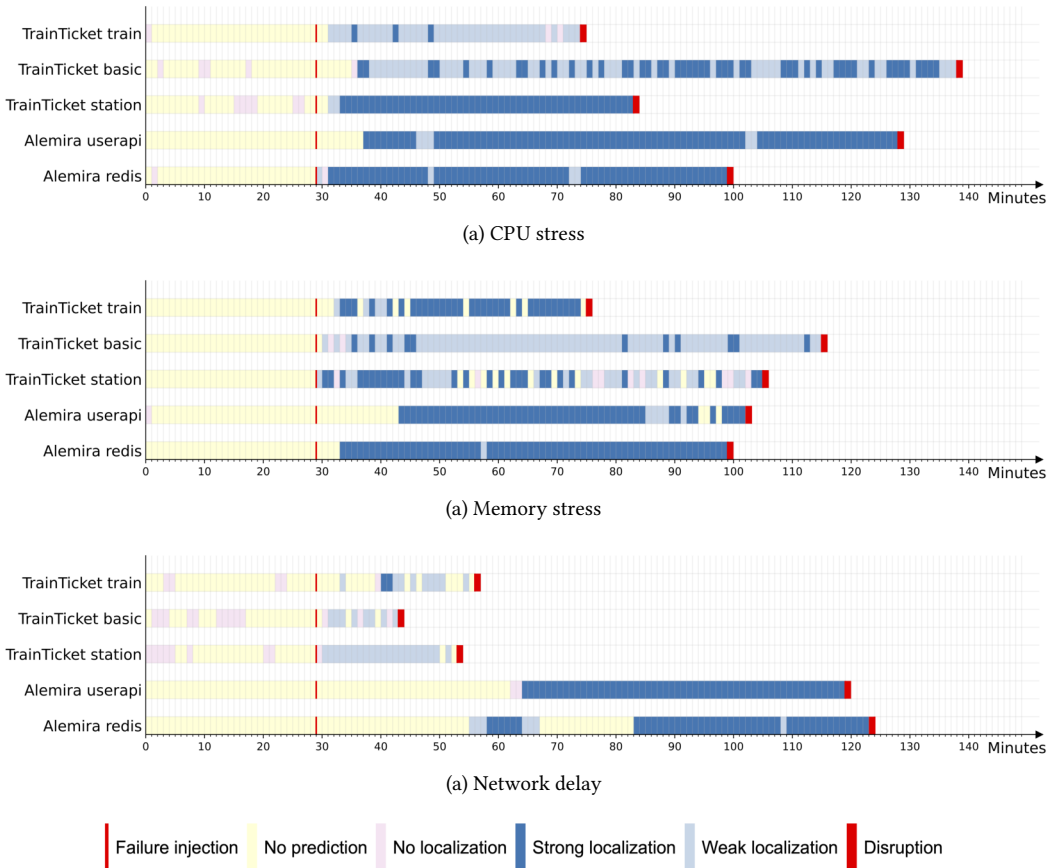 TrainTicket train
TrainTicket basic
TrainTicket station
Alemira userapi
Alemira redis
0 10 20 30 40 50 60 70 80 90 100 110 120 130 140 Minutes
(a) CPU stress
TrainTicket train
TrainTicket basic
TrainTicket station
Alemira userapi
Alemira redis
0 10 20 30 40 50 60 70 80 90 100 110 120 130 140 Minutes
(a) Memory stress
TrainTicket train
TrainTicket basic
TrainTicket station
Alemira userapi
Alemira redis
0 10 20 30 40 50 60 70 80 90 100 110 120 130 140 Minutes
(a) Network delay
Failure injection No prediction No localization Strong localization Weak localization Disruption